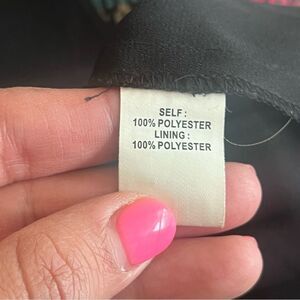 SELF :
100% POLYESTER
LINING :
100% POLYESTER